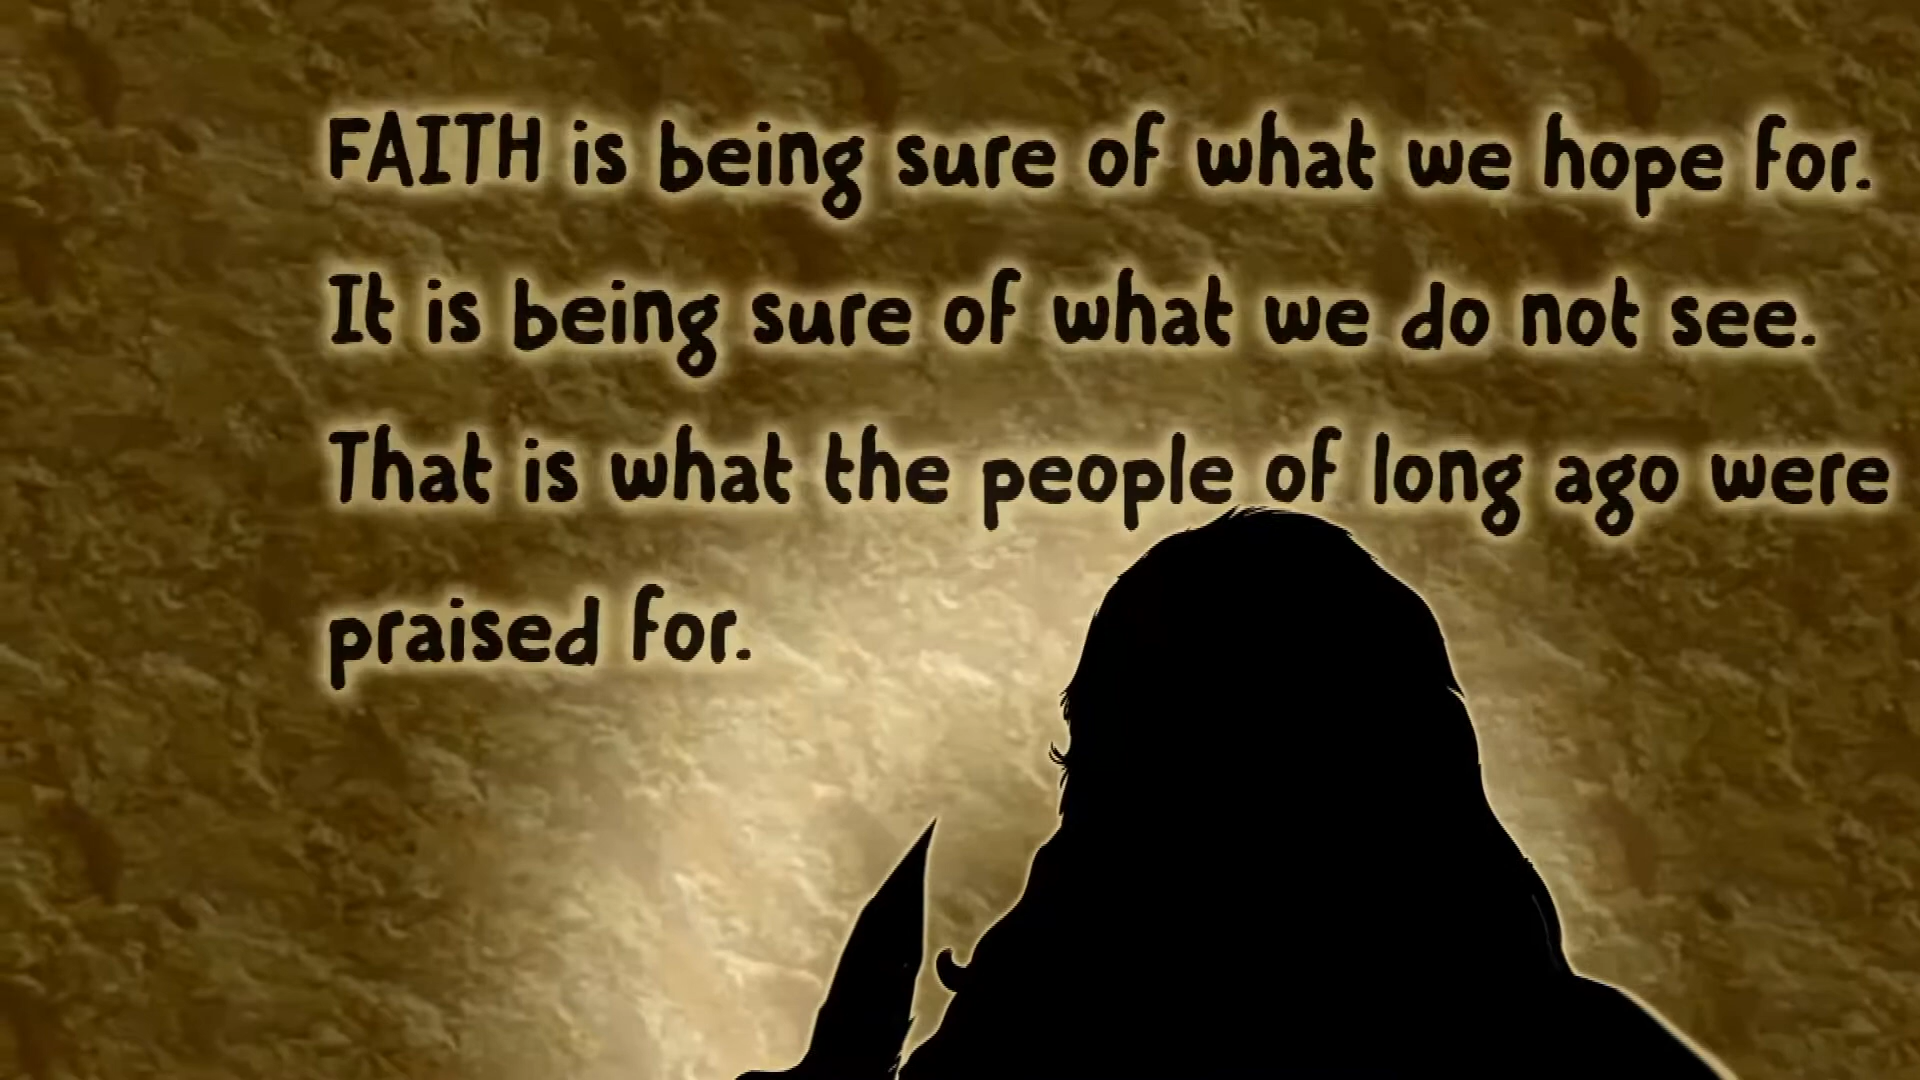 FAITH is being sure of what we hope for.
It is being sure of what we do not see.
That is what the people of long ago were
praised for.